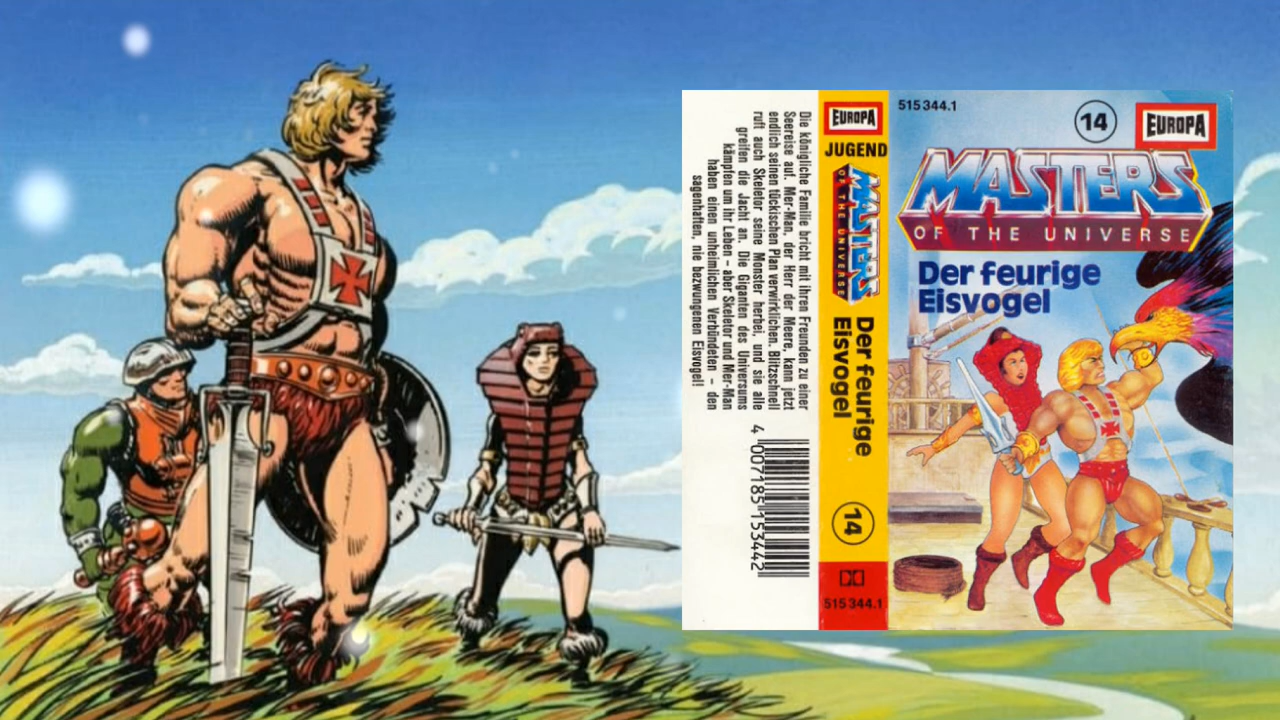 Die königliche Familie bricht mit ihren Freunden zu einer
Seereise auf. Mer-Man, der Herr der Meere, kann jetzt
endlich seinen tückischen Plan verwirklichen. Blitzschnell
ruft auch Skeletor seine Monster herbei, und sie alle
greifen die Jacht an. Die Giganten des Universums
kämpfen um ihr Leben – aber Skeletor und Mer-Man
haben einen unheimlichen Verbündeten – den
sagenhaften, nie bezwungenen Eisvogel!
4 007185 153442
EUROPA
JUGEND
MASTERS
OF THE UNIVERSE
Der feurige
Eisvogel
14
515 344.1
515 344.1
14
EUROPA
MASTERS
OF THE UNIVERSE
Der feurige
Eisvogel